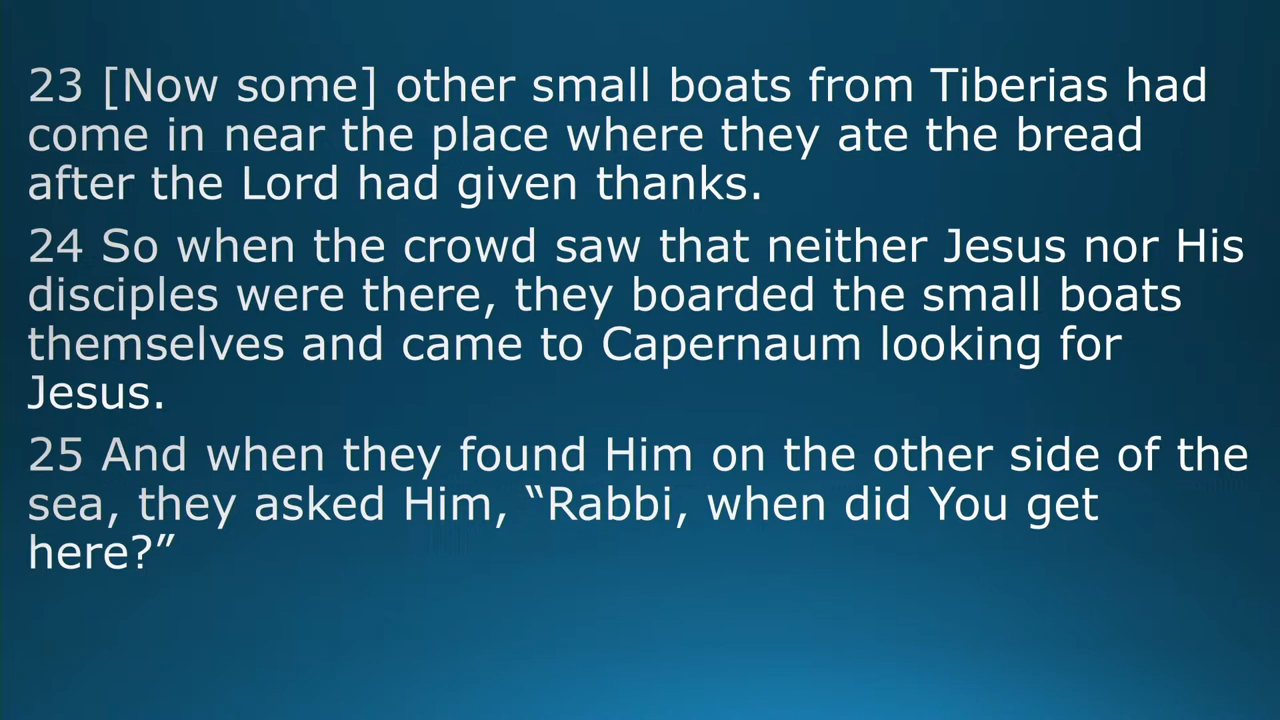 23 [Now some] other small boats from Tiberias had
come in near the place where they ate the bread
after the Lord had given thanks.
24 So when the crowd saw that neither Jesus nor His
disciples were there, they boarded the small boats
themselves and came to Capernaum looking for
Jesus.
25 And when they found Him on the other side of the
sea, they asked Him, “Rabbi, when did You get
here?”